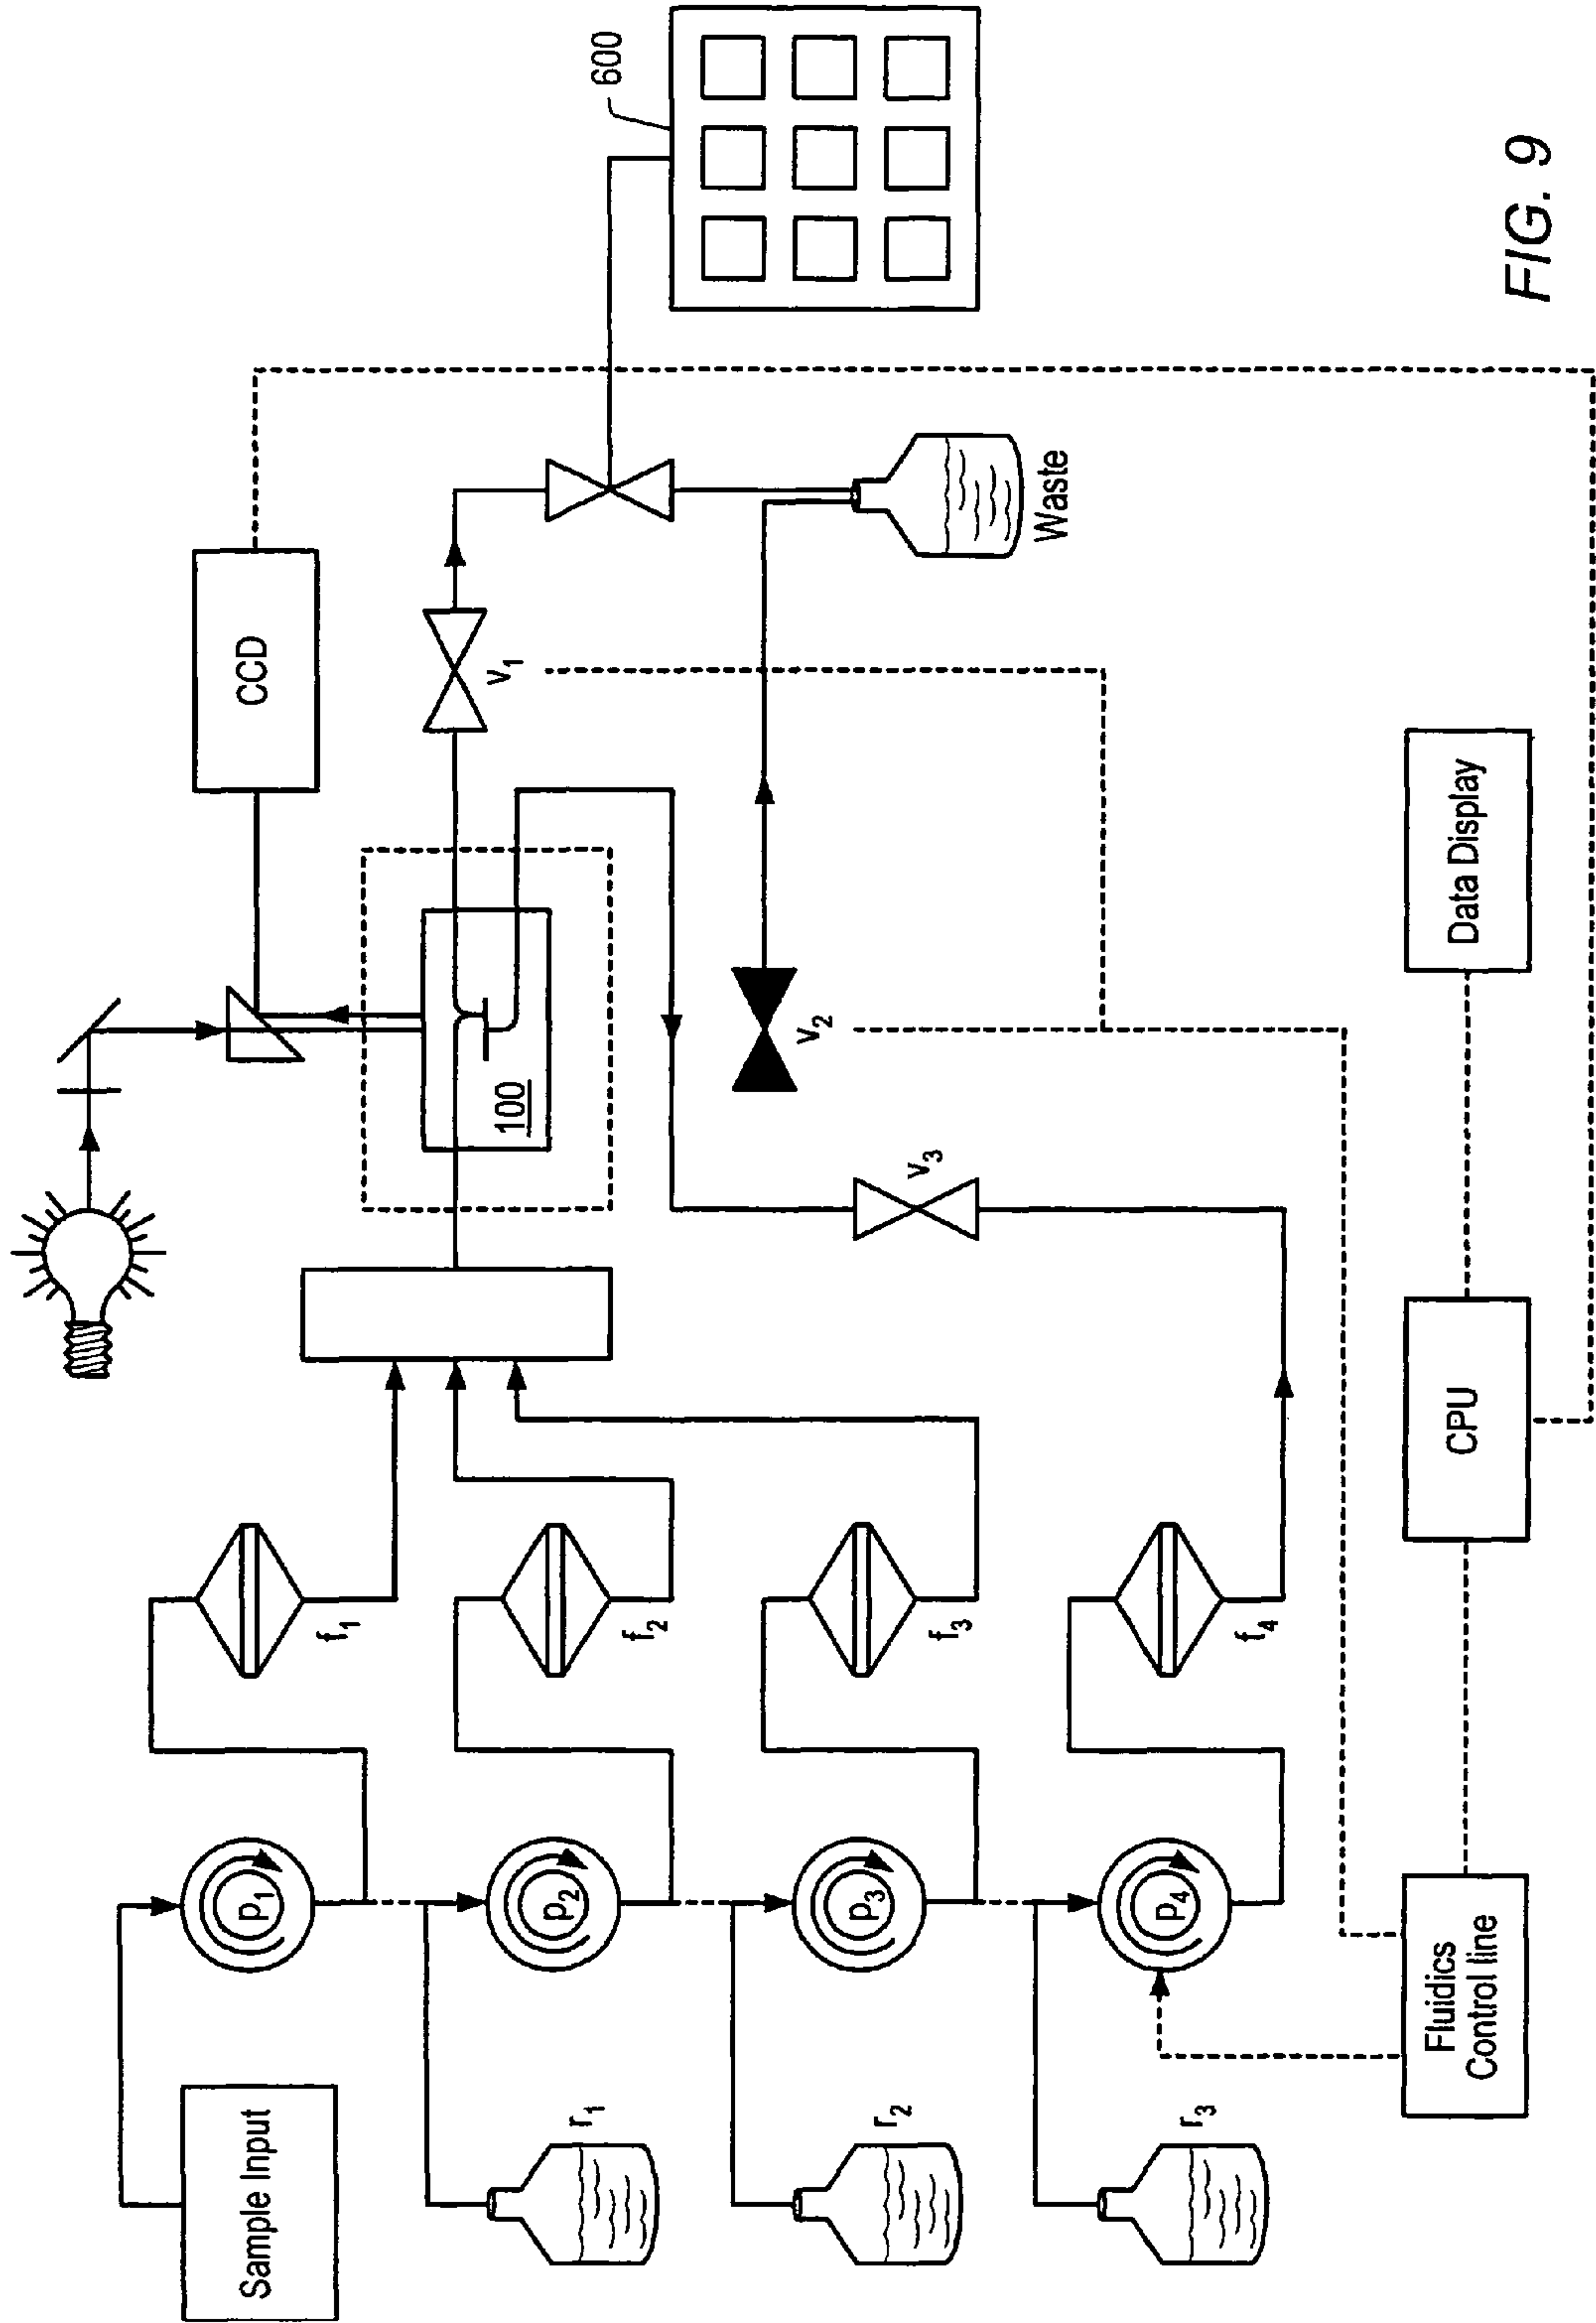 Sample Input
r₁
r₂
r₃
p₁
p₂
p₃
p₄
f₁
f₂
f₃
f₄
100
CCD
v₁
v₂
v₃
600
Waste
Fluidics
Control line
CPU
Data Display
FIG. 9